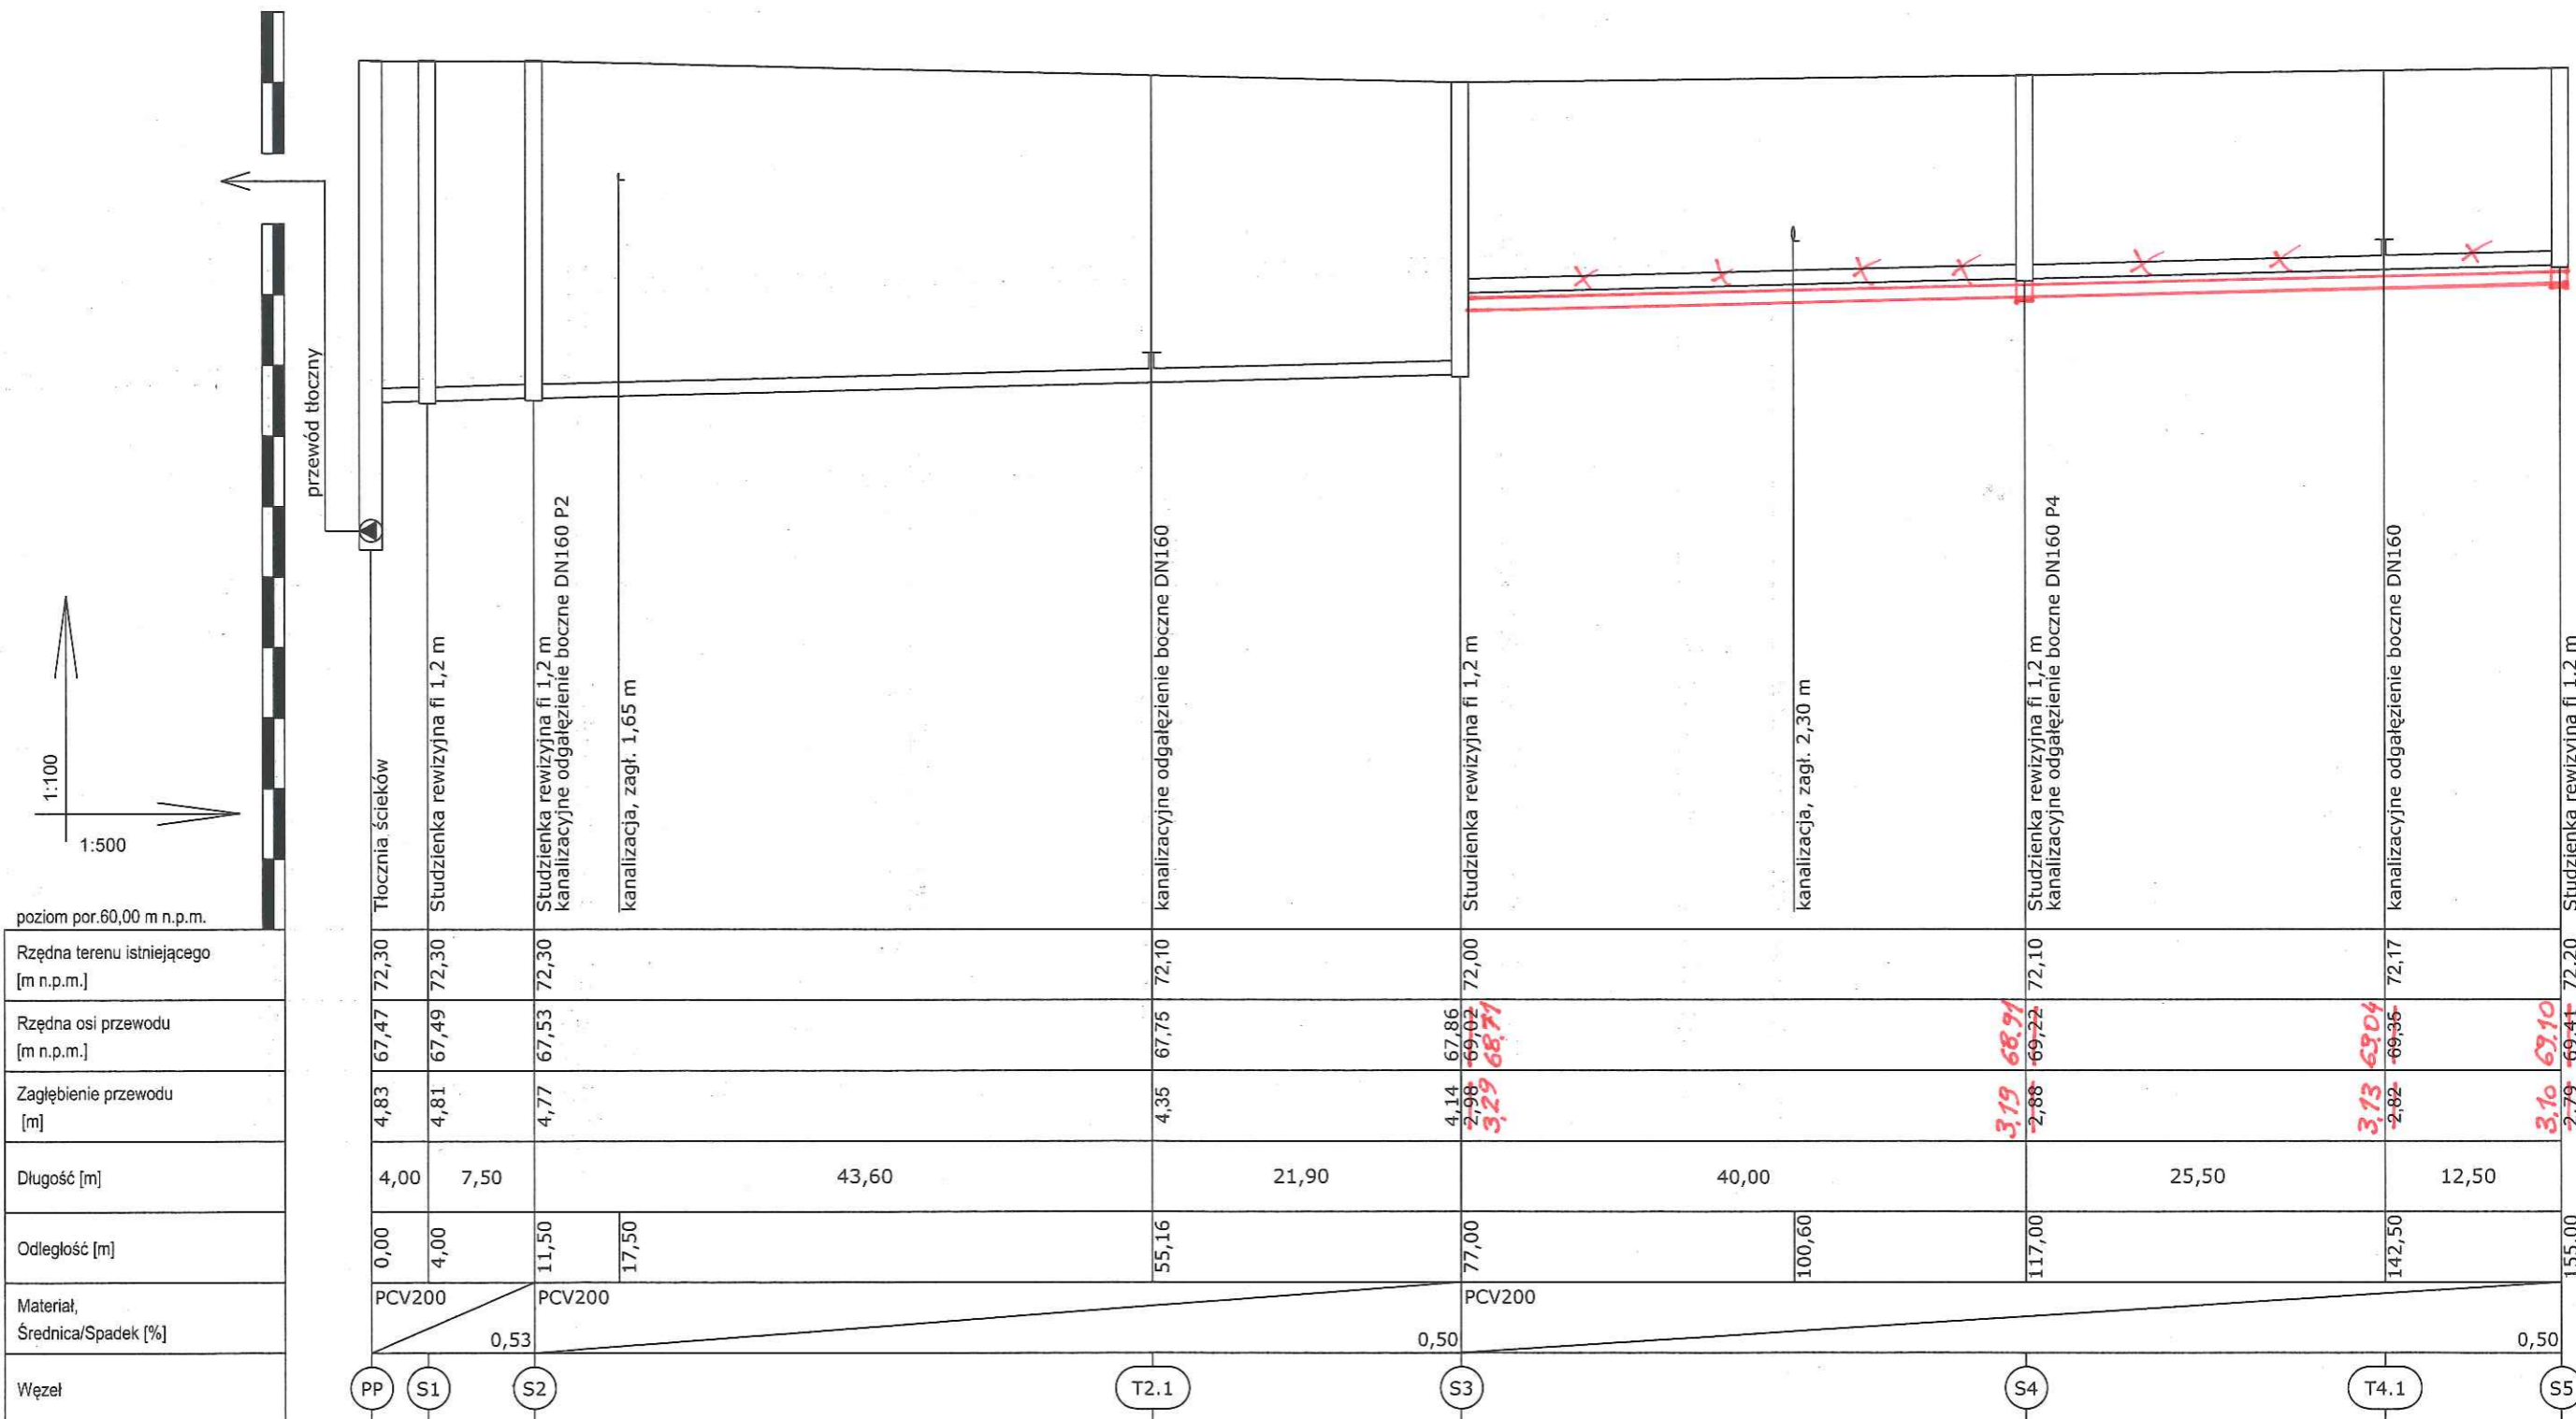 przewód tłoczny
1:100
1:500
poziom por.60,00 m n.p.m.
Tłocznia ścieków
Studzienka rewizyjna fi 1,2 m
Studzienka rewizyjna fi 1,2 m
kanalizacyjne odgałęzienie boczne DN160 P2
kanalizacja, zagł. 1,65 m
kanalizacyjne odgałęzienie boczne DN160
Studzienka rewizyjna fi 1,2 m
kanalizacja, zagł. 2,30 m
Studzienka rewizyjna fi 1,2 m
kanalizacyjne odgałęzienie boczne DN160 P4
kanalizacyjne odgałęzienie boczne DN160
Studzienka rewizyjna fi 1,2 m
Rzędna terenu istniejącego
[m n.p.m.]
72,30 72,30 72,30 72,10 72,00 72,10 72,17 72,20
Rzędna osi przewodu
[m n.p.m.]
67,47 67,49 67,53 67,75 67,86 69,02 68.71 68.91 69,22 69.04 69,35 69.10 69,41
Zagłębienie przewodu
[m]
4,83 4,81 4,77 4,35 4,14 2,98 3,29 3,19 2,88 3,13 2,82 3,10 2,79
Długość [m]
4,00 7,50 43,60 21,90 40,00 25,50 12,50
Odległość [m]
0,00 4,00 11,50 17,50 55,16 77,00 100,60 117,00 142,50 155,00
Materiał,
Średnica/Spadek [%]
PCV200 PCV200 PCV200
0,53 0,50 0,50
Węzeł
PP S1 S2 T2.1 S3 S4 T4.1 S5